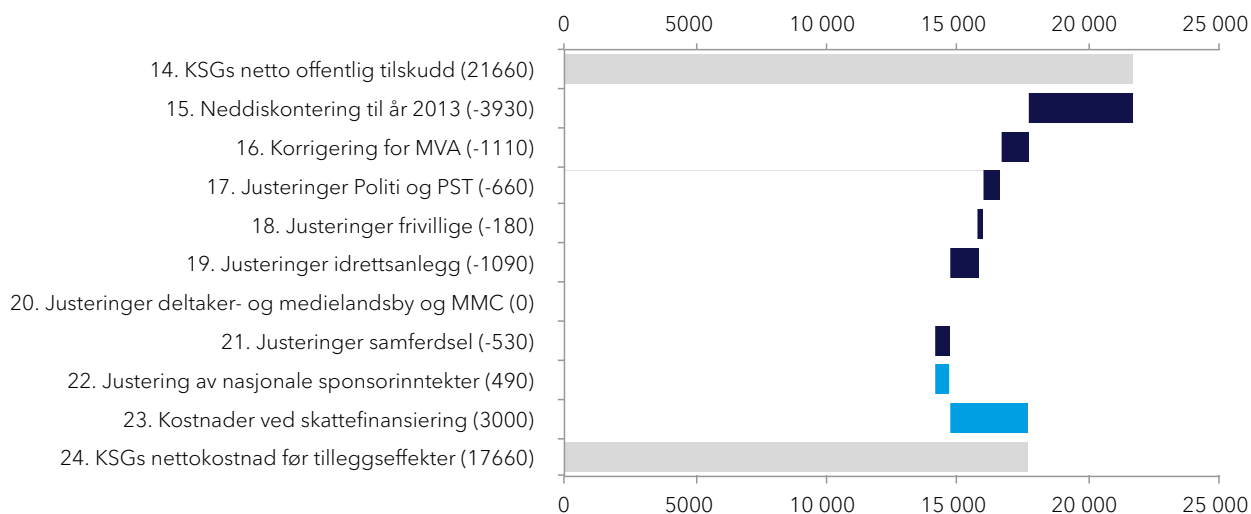 0 5000 10 000 15 000 20 000 25 000
14. KSGs netto offentlig tilskudd (21660)
15. Neddiskontering til år 2013 (-3930)
16. Korrigering for MVA (-1110)
17. Justeringer Politi og PST (-660)
18. Justeringer frivillige (-180)
19. Justeringer idrettsanlegg (-1090)
20. Justeringer deltaker- og medielandsby og MMC (0)
21. Justeringer samferdsel (-530)
22. Justering av nasjonale sponsorinntekter (490)
23. Kostnader ved skattefinansiering (3000)
24. KSGs nettokostnad før tilleggseffekter (17660)
0 5000 10 000 15 000 20 000 25 000